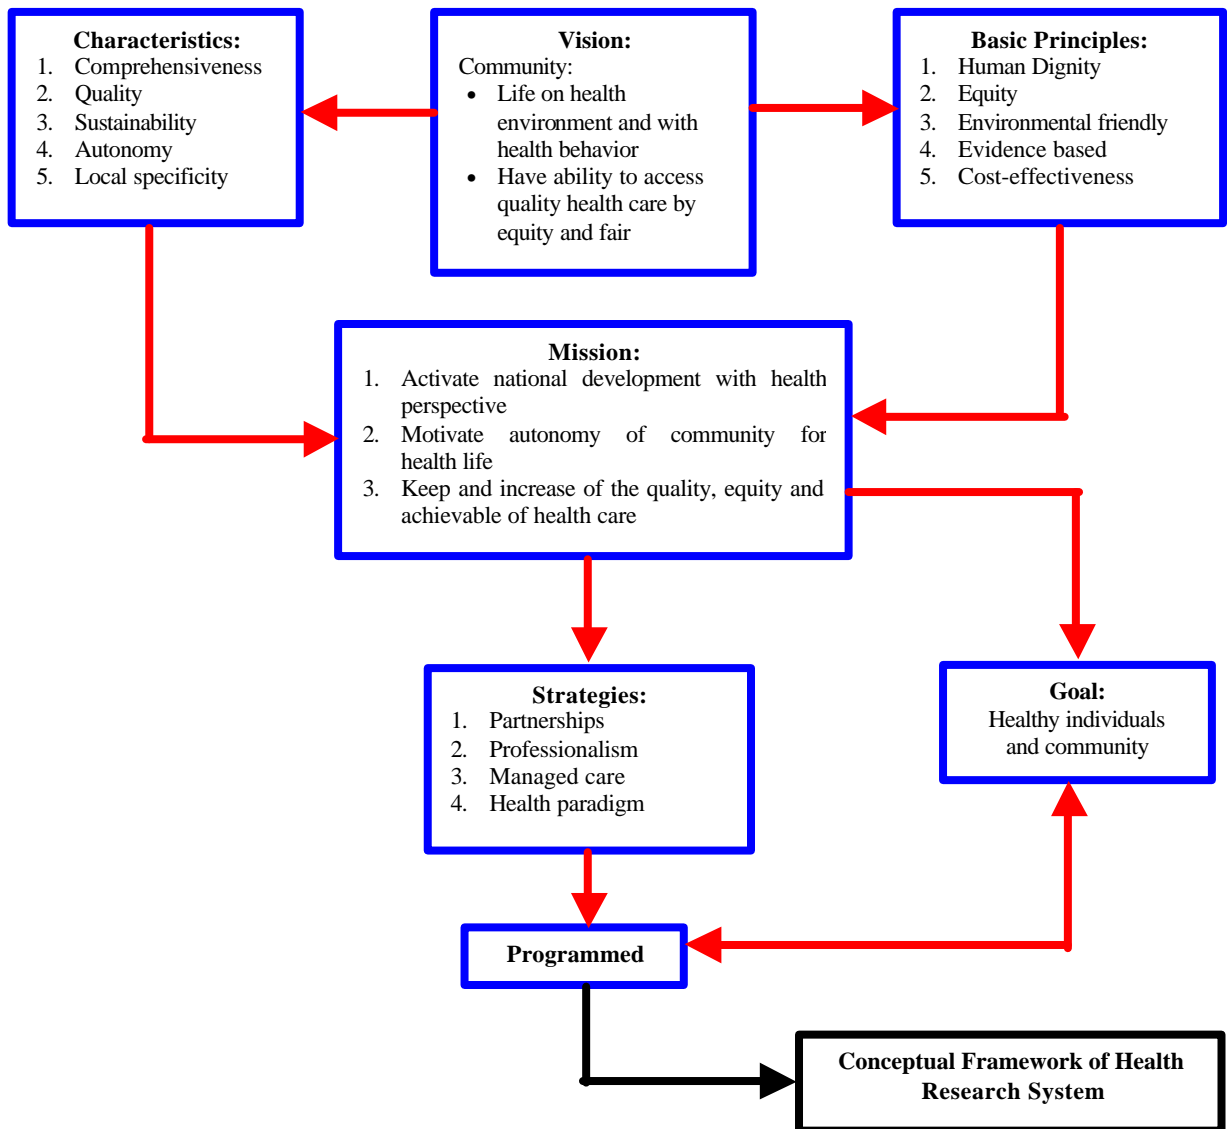 Characteristics:
1. Comprehensiveness
2. Quality
3. Sustainability
4. Autonomy
5. Local specificity
Vision:
Community:
• Life on health
environment and with
health behavior
• Have ability to access
quality health care by
equity and fair
Basic Principles:
1. Human Dignity
2. Equity
3. Environmental friendly
4. Evidence based
5. Cost-effectiveness
Mission:
1. Activate national development with health
perspective
2. Motivate autonomy of community for
health life
3. Keep and increase of the quality, equity and
achievable of health care
Strategies:
1. Partnerships
2. Professionalism
3. Managed care
4. Health paradigm
Goal:
Healthy individuals
and community
Programmed
Conceptual Framework of Health
Research System